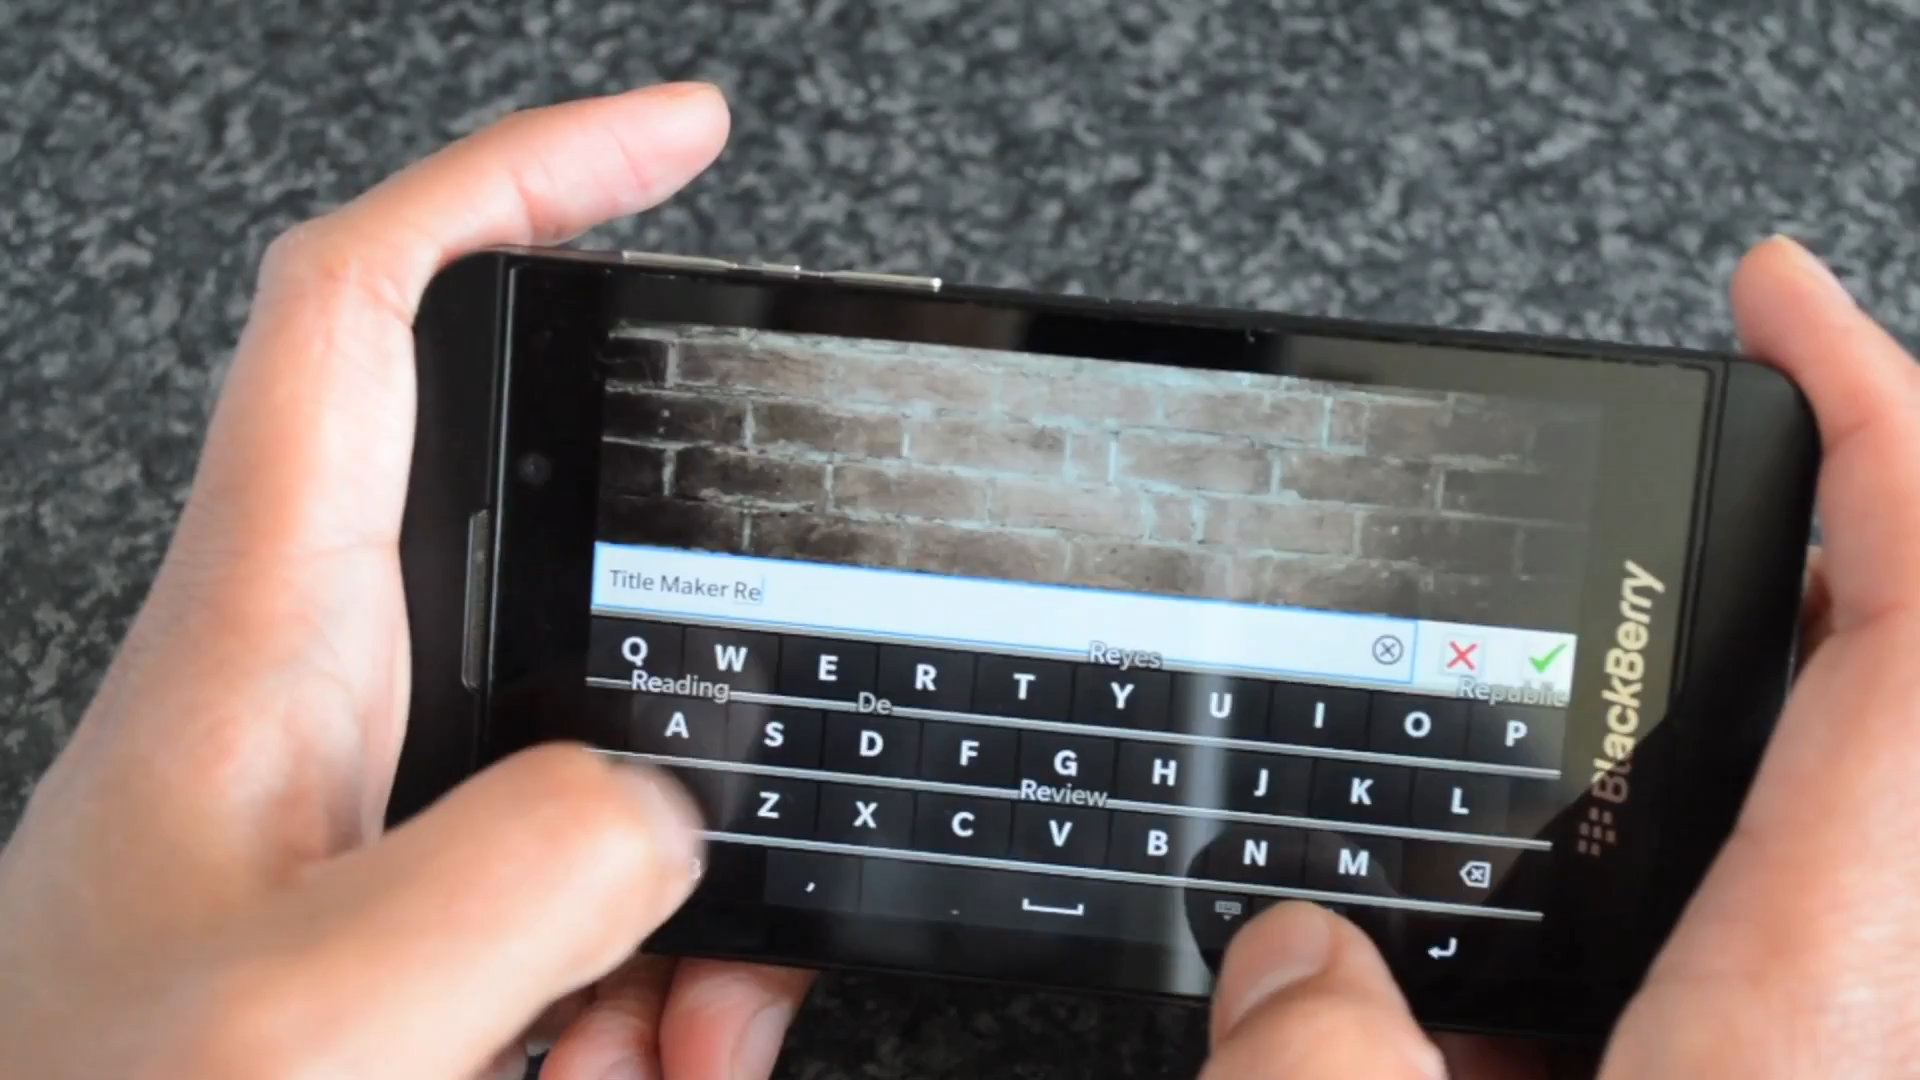 Title Maker Re
Reyes
Q W E R T Y U I O P
Reading De Republic
A S D F G H J K L
Review
Z X C V B N M
,
.
BlackBerry